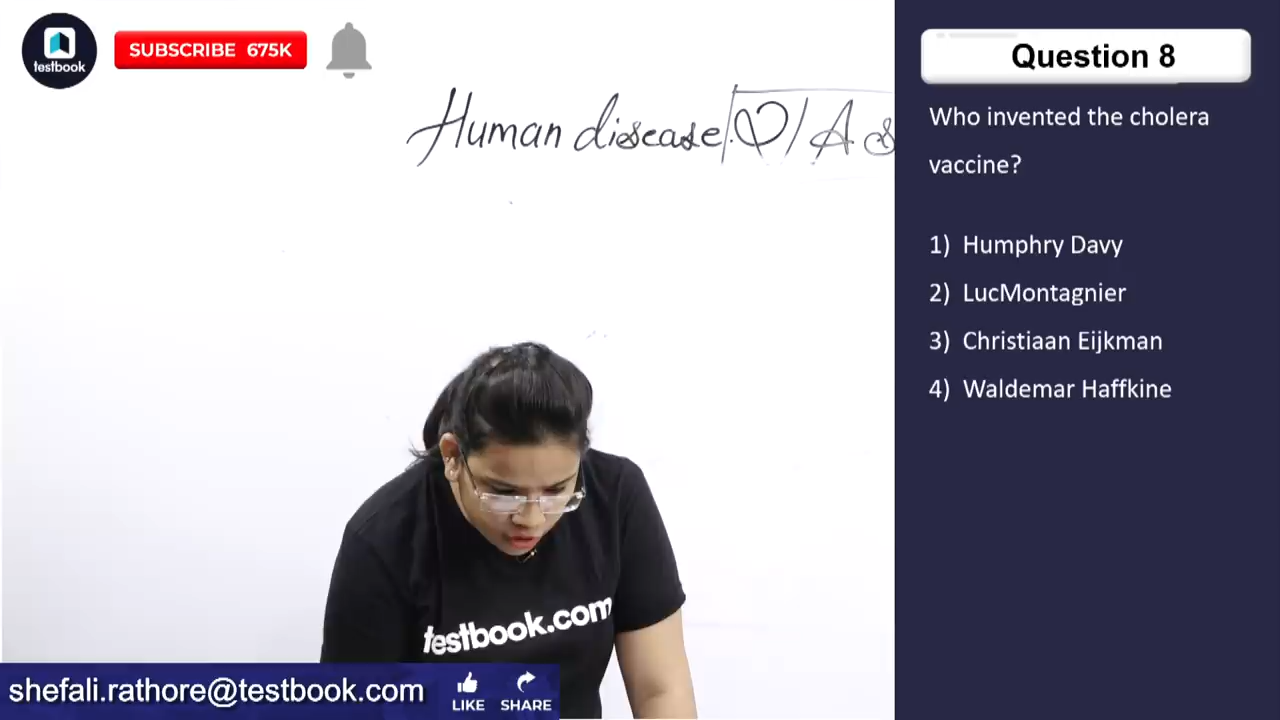 testbook
SUBSCRIBE 675K
Human disease
Question 8
Who invented the cholera
vaccine?
1) Humphry Davy
2) LucMontagnier
3) Christiaan Eijkman
4) Waldemar Haffkine
testbook.com
shefali.rathore@testbook.com
LIKE
SHARE